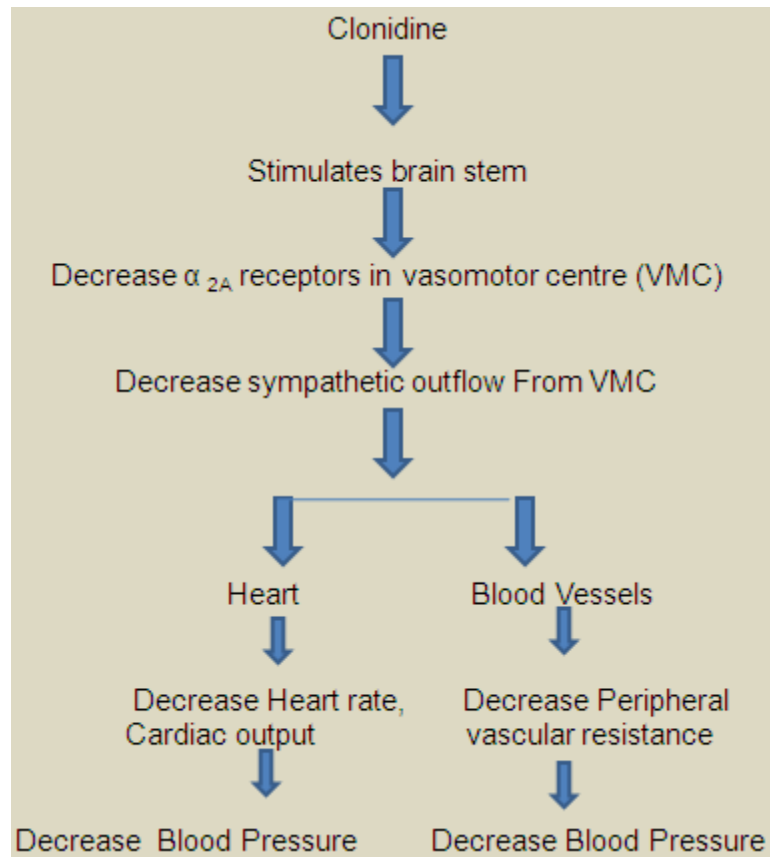 Clonidine
Stimulates brain stem
Decrease α 2A receptors in vasomotor centre (VMC)
Decrease sympathetic outflow From VMC
Heart
Blood Vessels
Decrease Heart rate,
Cardiac output
Decrease Peripheral
vascular resistance
Decrease Blood Pressure
Decrease Blood Pressure